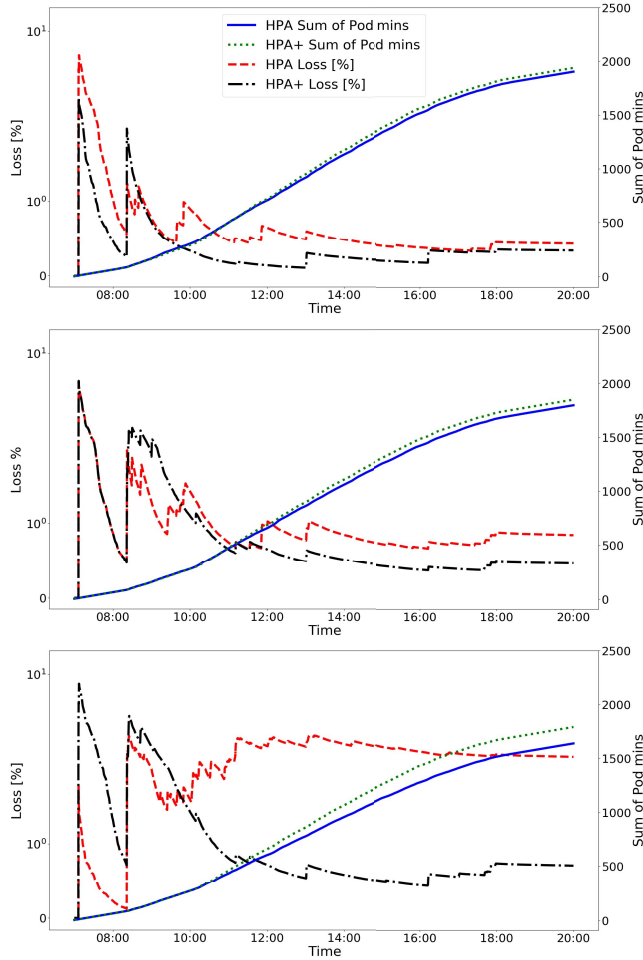 HPA Sum of Pod mins
HPA+ Sum of Pod mins
HPA Loss [%]
HPA+ Loss [%]
Loss [%]
10¹
10⁰
0
2500
2000
1500
1000
500
0
Sum of Pod mins
08:00 10:00 12:00 14:00 16:00 18:00 20:00
Time
Loss %
10¹
10⁰
0
2500
2000
1500
1000
500
0
Sum of Pod mins
08:00 10:00 12:00 14:00 16:00 18:00 20:00
Time
Loss [%]
10¹
10⁰
0
2500
2000
1500
1000
500
0
Sum of Pod mins
08:00 10:00 12:00 14:00 16:00 18:00 20:00
Time